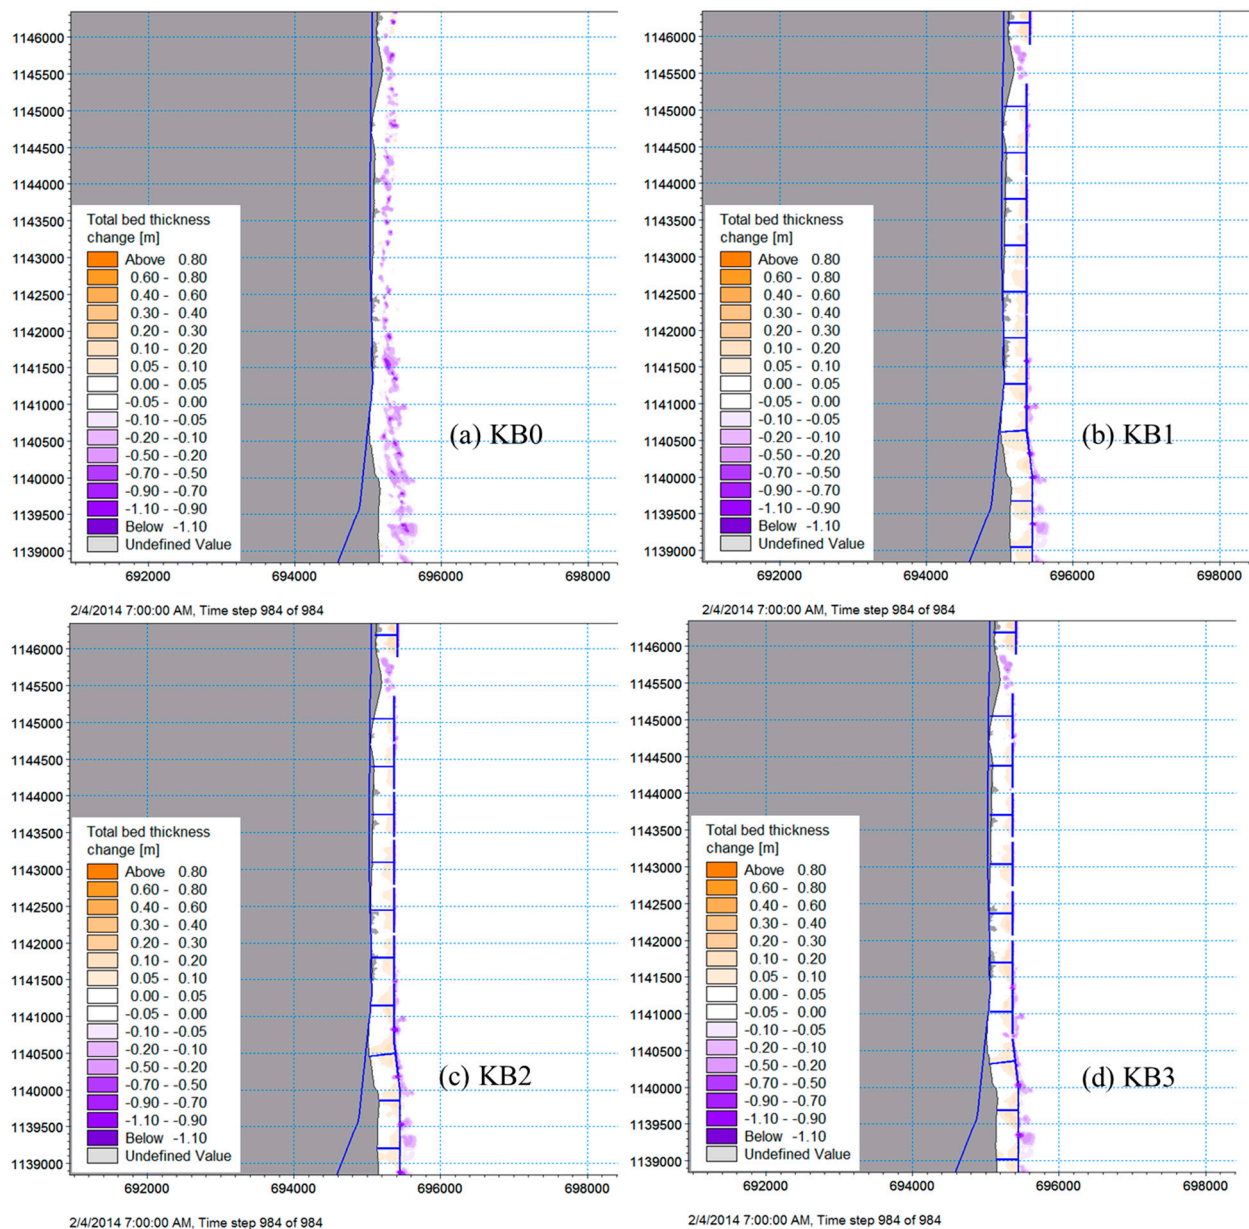 1146000
1145500
1145000
1144500
1144000
1143500
1143000
1142500
1142000
1141500
1141000
1140500
1140000
1139500
1139000
Total bed thickness
change [m]
Above 0.80
0.60 - 0.80
0.40 - 0.60
0.30 - 0.40
0.20 - 0.30
0.10 - 0.20
0.05 - 0.10
0.00 - 0.05
-0.05 - 0.00
-0.10 - -0.05
-0.20 - -0.10
-0.50 - -0.20
-0.70 - -0.50
-0.90 - -0.70
-1.10 - -0.90
Below -1.10
Undefined Value
(a) KB0
692000 694000 696000 698000
2/4/2014 7:00:00 AM, Time step 984 of 984
1146000
1145500
1145000
1144500
1144000
1143500
1143000
1142500
1142000
1141500
1141000
1140500
1140000
1139500
1139000
Total bed thickness
change [m]
Above 0.80
0.60 - 0.80
0.40 - 0.60
0.30 - 0.40
0.20 - 0.30
0.10 - 0.20
0.05 - 0.10
0.00 - 0.05
-0.05 - 0.00
-0.10 - -0.05
-0.20 - -0.10
-0.50 - -0.20
-0.70 - -0.50
-0.90 - -0.70
-1.10 - -0.90
Below -1.10
Undefined Value
(b) KB1
692000 694000 696000 698000
2/4/2014 7:00:00 AM, Time step 984 of 984
1146000
1145500
1145000
1144500
1144000
1143500
1143000
1142500
1142000
1141500
1141000
1140500
1140000
1139500
1139000
Total bed thickness
change [m]
Above 0.80
0.60 - 0.80
0.40 - 0.60
0.30 - 0.40
0.20 - 0.30
0.10 - 0.20
0.05 - 0.10
0.00 - 0.05
-0.05 - 0.00
-0.10 - -0.05
-0.20 - -0.10
-0.50 - -0.20
-0.70 - -0.50
-0.90 - -0.70
-1.10 - -0.90
Below -1.10
Undefined Value
(c) KB2
692000 694000 696000 698000
2/4/2014 7:00:00 AM, Time step 984 of 984
1146000
1145500
1145000
1144500
1144000
1143500
1143000
1142500
1142000
1141500
1141000
1140500
1140000
1139500
1139000
Total bed thickness
change [m]
Above 0.80
0.60 - 0.80
0.40 - 0.60
0.30 - 0.40
0.20 - 0.30
0.10 - 0.20
0.05 - 0.10
0.00 - 0.05
-0.05 - 0.00
-0.10 - -0.05
-0.20 - -0.10
-0.50 - -0.20
-0.70 - -0.50
-0.90 - -0.70
-1.10 - -0.90
Below -1.10
Undefined Value
(d) KB3
692000 694000 696000 698000
2/4/2014 7:00:00 AM, Time step 984 of 984